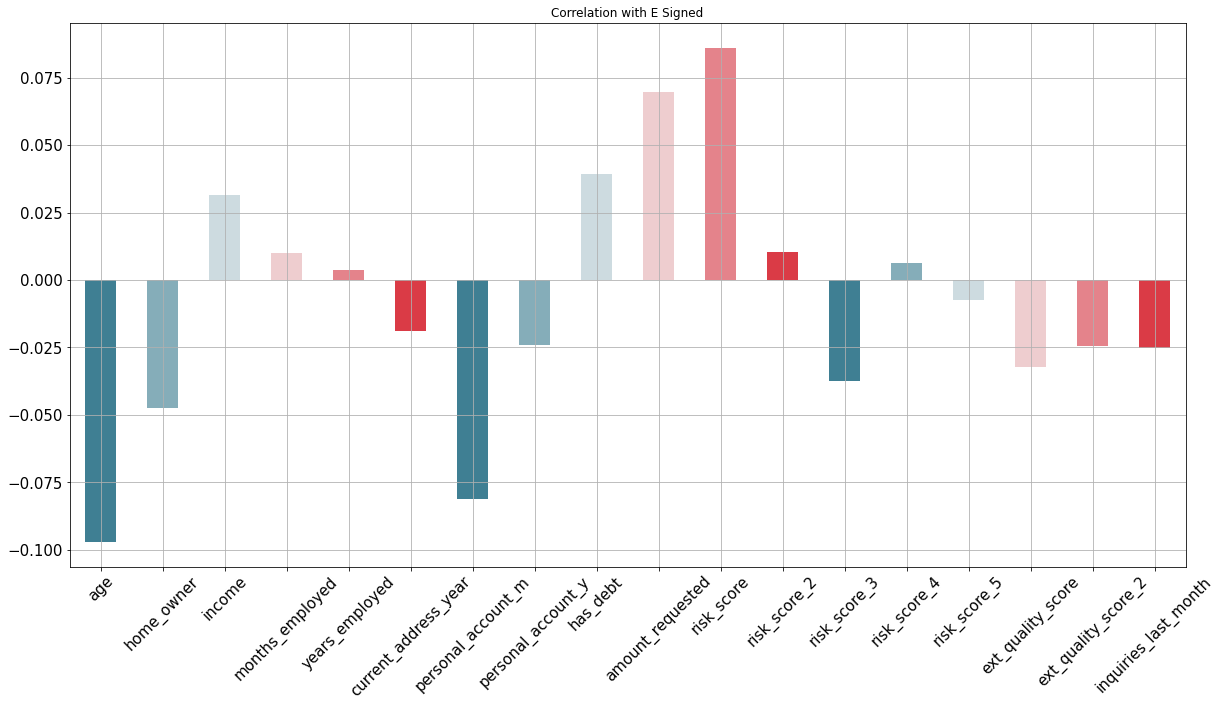 Correlation with E Signed
0.075
0.050
0.025
0.000
−0.025
−0.050
−0.075
−0.100
age
home_owner
income
months_employed
years_employed
current_address_year
personal_account_m
personal_account_y
has_debt
amount_requested
risk_score
risk_score_2
risk_score_3
risk_score_4
risk_score_5
ext_quality_score
ext_quality_score_2
inquiries_last_month